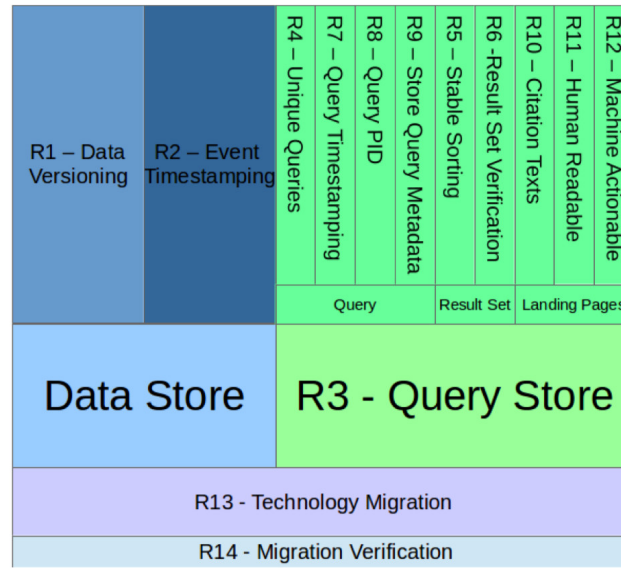 R1 – Data
Versioning
R2 – Event
Timestamping
R4 – Unique Queries
R7 – Query Timestamping
R8 – Query PID
R9 – Store Query Metadata
R5 – Stable Sorting
R6 -Result Set Verification
R10 – Citation Texts
R11 – Human Readable
R12 – Machine Actionable
Query
Result Set
Landing Pages
Data Store
R3 - Query Store
R13 - Technology Migration
R14 - Migration Verification